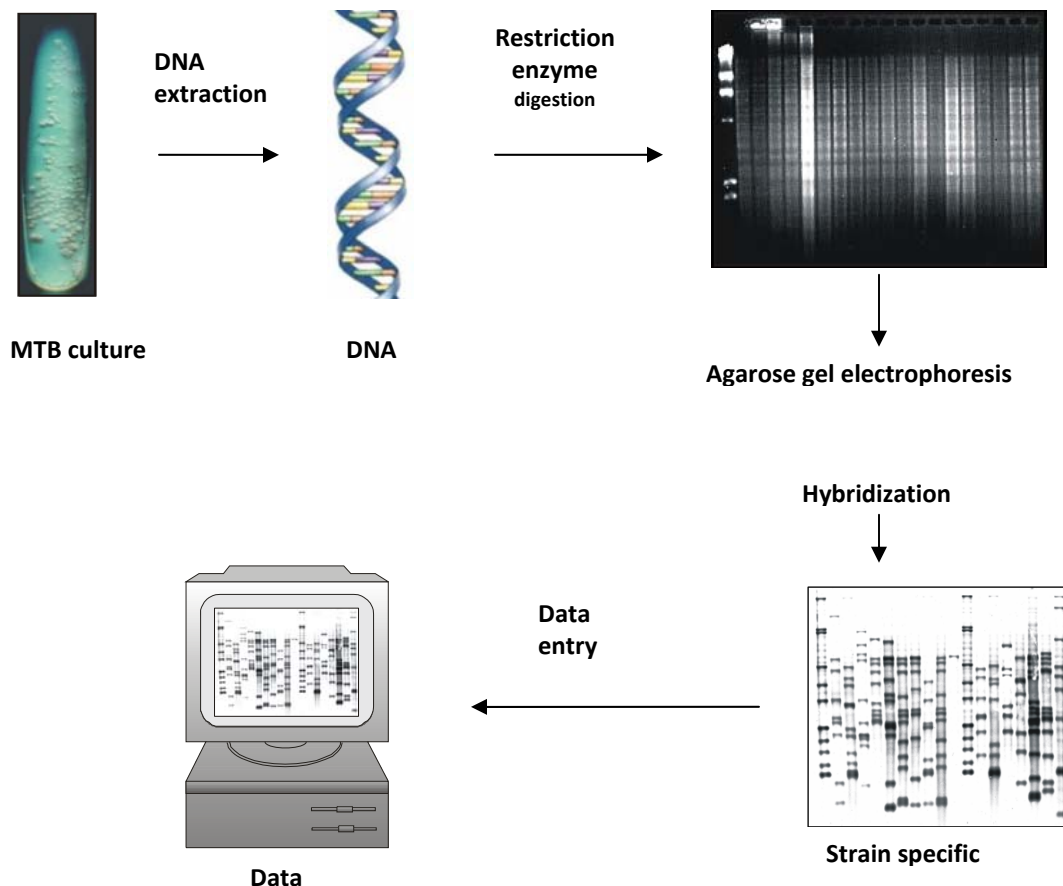 DNA
extraction
Restriction
enzyme
digestion
MTB culture
DNA
Agarose gel electrophoresis
Hybridization
Data
entry
Strain specific
Data